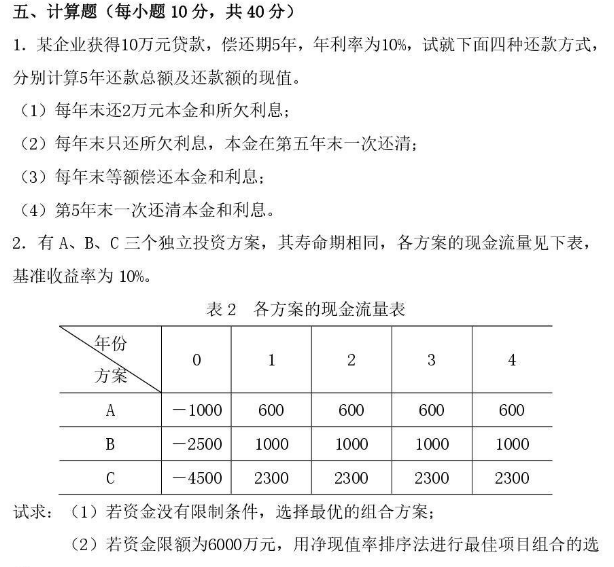 五、计算题（每小题 10 分，共 40 分）
1．某企业获得10万元贷款，偿还期5年，年利率为10%，试就下面四种还款方式，
分别计算5年还款总额及还款额的现值。
（1）每年末还2万元本金和所欠利息；
（2）每年末只还所欠利息，本金在第五年末一次还清；
（3）每年末等额偿还本金和利息；
（4）第5年末一次还清本金和利息。
2．有 A、B、C 三个独立投资方案，其寿命期相同，各方案的现金流量见下表，
基准收益率为 10%。
表 2 各方案的现金流量表
年份 方案 0 1 2 3 4
A －1000 600 600 600 600
B －2500 1000 1000 1000 1000
C －4500 2300 2300 2300 2300
试求：（1）若资金没有限制条件，选择最优的组合方案；
（2）若资金限额为6000万元，用净现值率排序法进行最佳项目组合的选